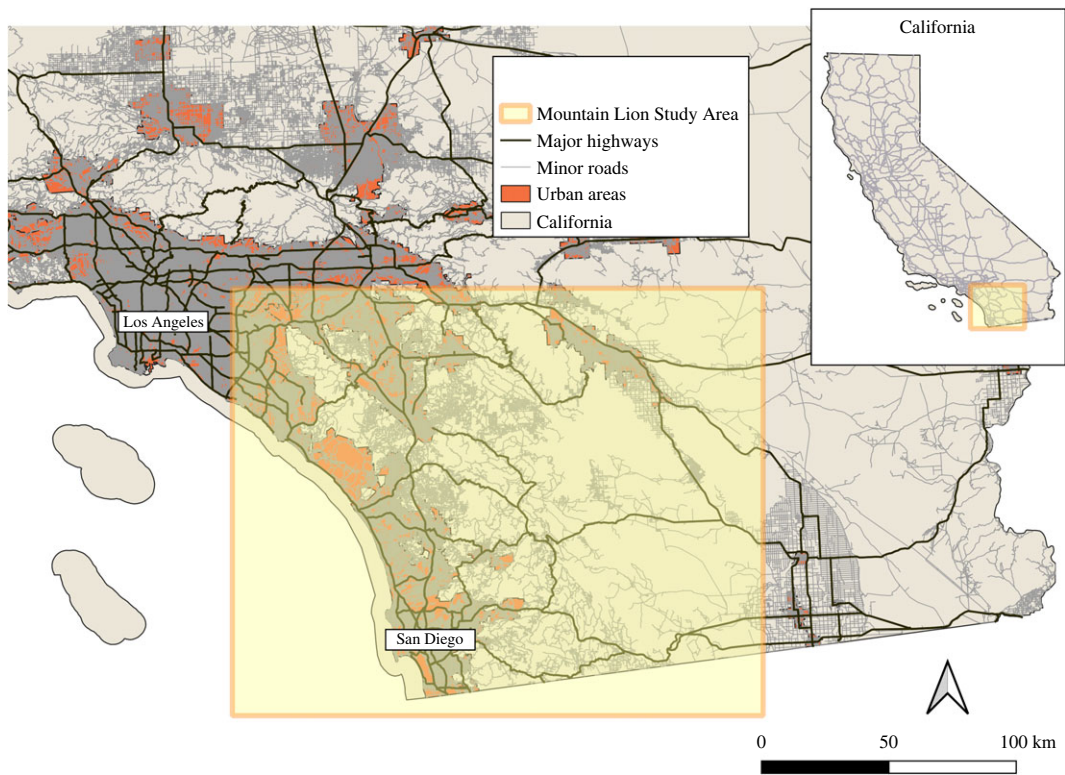 California
Mountain Lion Study Area
Major highways
Minor roads
Urban areas
California
Los Angeles
San Diego
0 50 100 km